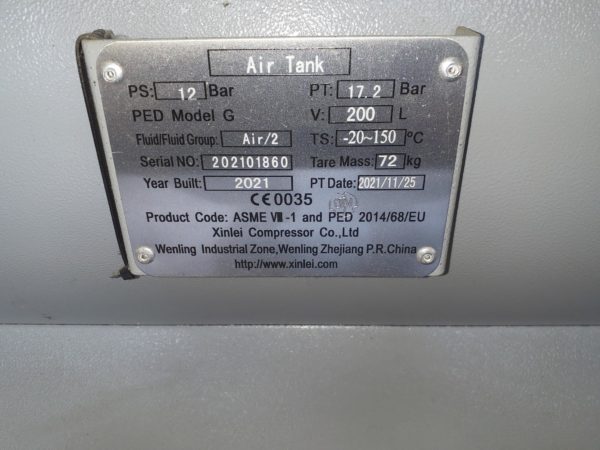 Air Tank
PS: 12 Bar PT: 17.2 Bar
PED Model G V: 200 L
Fluid/Fluid Group: Air/2 TS: -20~150 °C
Serial NO: 202101860 Tare Mass: 72 kg
Year Built: 2021 PT Date: 2021/11/25
CE0035
Product Code: ASME Ⅷ-1 and PED 2014/68/EU
Xinlei Compressor Co.,Ltd
Wenling Industrial Zone,Wenling Zhejiang P.R.China
http://www.xinlei.com